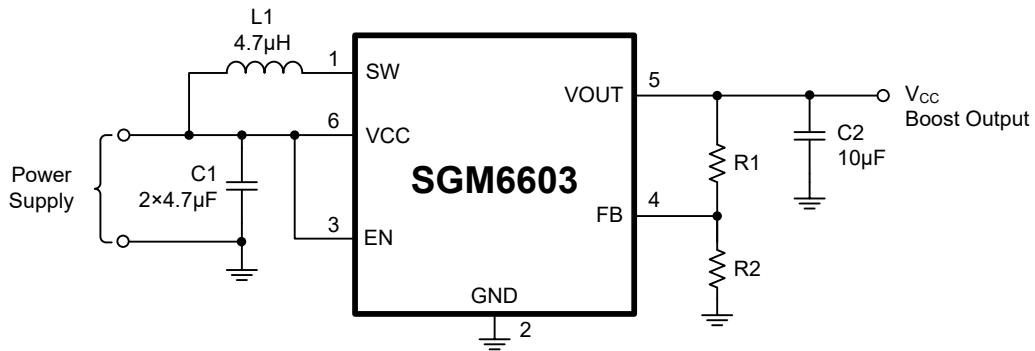 L1
4.7µH
1
SW
VOUT
5
V_CC
Boost Output
6
VCC
C1
2×4.7µF
Power
Supply
SGM6603
R1
C2
10µF
4
FB
3
EN
R2
GND
2